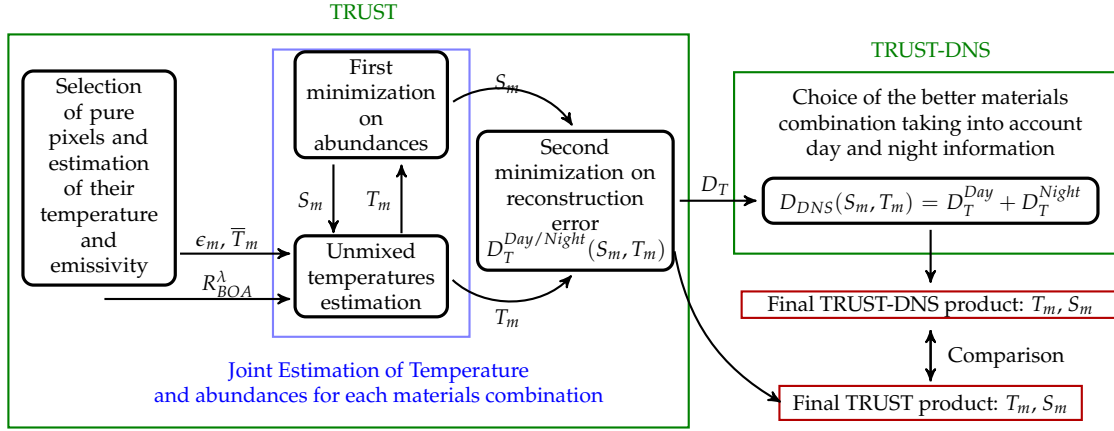 TRUST
Selection
of pure
pixels and
estimation
of their
temperature
and
emissivity
First
minimization
on
abundances
S_m
T_m
ϵ_m, T̅_m
R_{BOA}^λ
Unmixed
temperatures
estimation
S_m
T_m
Second
minimization on
reconstruction
error
D_T^{Day/Night}(S_m, T_m)
Joint Estimation of Temperature
and abundances for each materials combination
D_T
TRUST-DNS
Choice of the better materials
combination taking into account
day and night information
D_{DNS}(S_m, T_m) = D_T^{Day} + D_T^{Night}
Final TRUST-DNS product: T_m, S_m
Comparison
Final TRUST product: T_m, S_m